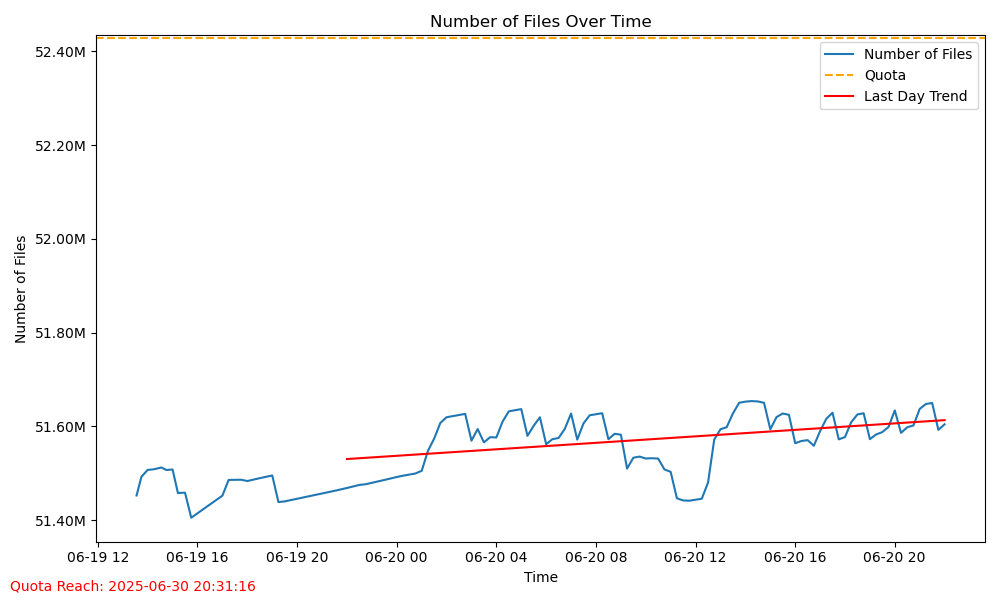 Number of Files Over Time
Number of Files
Quota
Last Day Trend
Number of Files
52.40M
52.20M
52.00M
51.80M
51.60M
51.40M
06-19 12 06-19 16 06-19 20 06-20 00 06-20 04 06-20 08 06-20 12 06-20 16 06-20 20
Time
Quota Reach: 2025-06-30 20:31:16